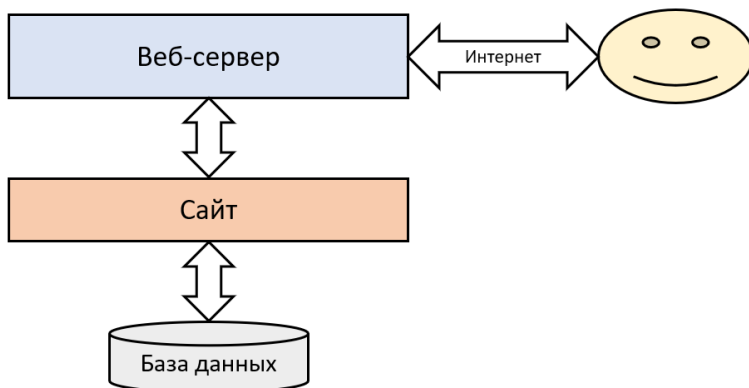 Веб-сервер
Интернет
Сайт
База данных